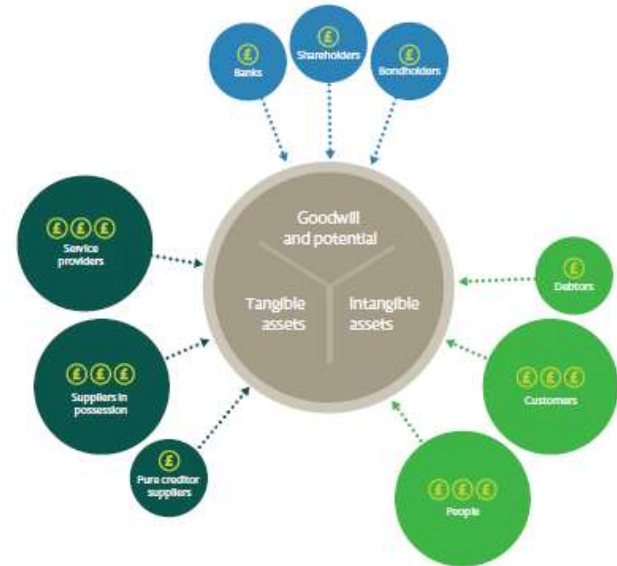 £
Banks
£
Shareholders
£
Bondholders
Goodwill
and potential
Tangible
assets
Intangible
assets
£ £ £
Service
providers
£ £ £
Suppliers in
possession
£
Pure creditor
suppliers
£
Debtors
£ £ £
Customers
£ £ £
People